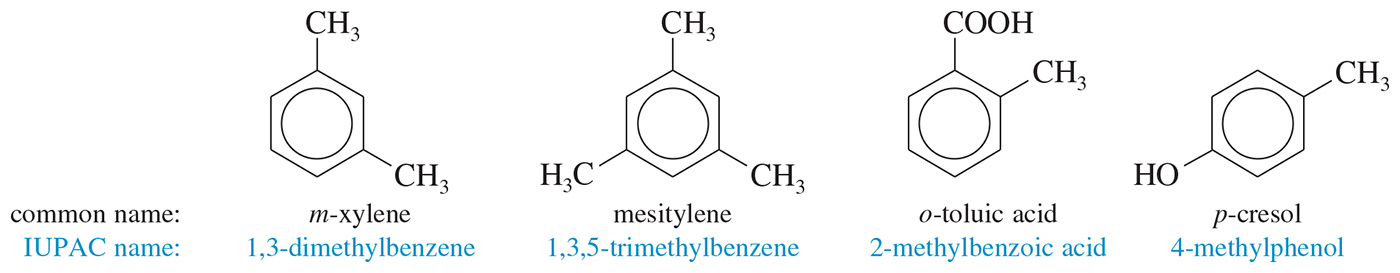 CH3 CH3 COOH
CH3 CH3
CH3 H3C CH3 HO
common name: m-xylene mesitylene o-toluic acid p-cresol
IUPAC name: 1,3-dimethylbenzene 1,3,5-trimethylbenzene 2-methylbenzoic acid 4-methylphenol